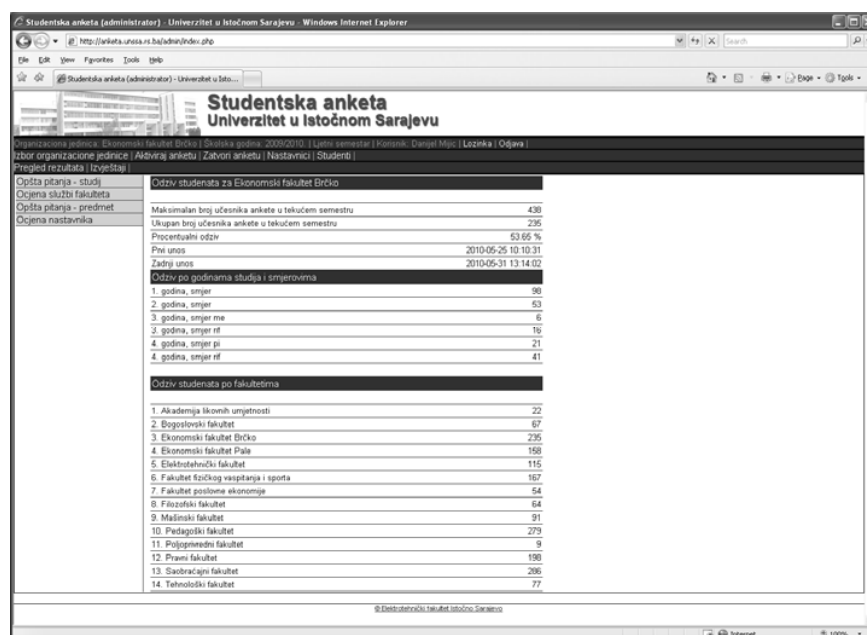 Studentska anketa (administrator) - Univerzitet u Istočnom Sarajevu - Windows Internet Explorer
http://anketa.unssa.rs.ba/admin/index.php
Search
File Edit View Favorites Tools Help
Studentska anketa (administrator) - Univerzitet u Isto...
Page Tools
Studentska anketa
Univerzitet u Istočnom Sarajevu
Organizaciona jedinica: Ekonomski fakultet Brčko | Školska godina: 2009/2010. | Ljetni semestar | Korisnik: Danijel Mijic | Lozinka | Odjava |
Izbor organizacione jedinice | Aktiviraj anketu | Zatvori anketu | Nastavnici | Studenti |
Pregled rezultata | Izvještaji |
Opšta pitanja - studij
Ocjena službi fakulteta
Opšta pitanja - predmet
Ocjena nastavnika
Odziv studenata za Ekonomski fakultet Brčko
Maksimalan broj učesnika ankete u tekućem semestru 438
Ukupan broj učesnika ankete u tekućem semestru 235
Procentualni odziv 53.65 %
Prvi unos 2010-05-25 10:10:31
Zadnji unos 2010-05-31 13:14:02
Odziv po godinama studija i smjerovima
1. godina, smjer 98
2. godina, smjer 53
3. godina, smjer me 6
3. godina, smjer rif 16
4. godina, smjer pi 21
4. godina, smjer rif 41
Odziv studenata po fakultetima
1. Akademija likovnih umjetnosti 22
2. Bogoslovski fakultet 67
3. Ekonomski fakultet Brčko 235
4. Ekonomski fakultet Pale 158
5. Elektrotehnički fakultet 115
6. Fakultet fizičkog vaspitanja i sporta 167
7. Fakultet poslovne ekonomije 54
8. Filozofski fakultet 64
9. Mašinski fakultet 91
10. Pedagoški fakultet 279
11. Poljoprivredni fakultet 9
12. Pravni fakultet 198
13. Saobraćajni fakultet 286
14. Tehnološki fakultet 77
© Elektrotehnički fakultet Istočno Sarajevo
Internet 100%